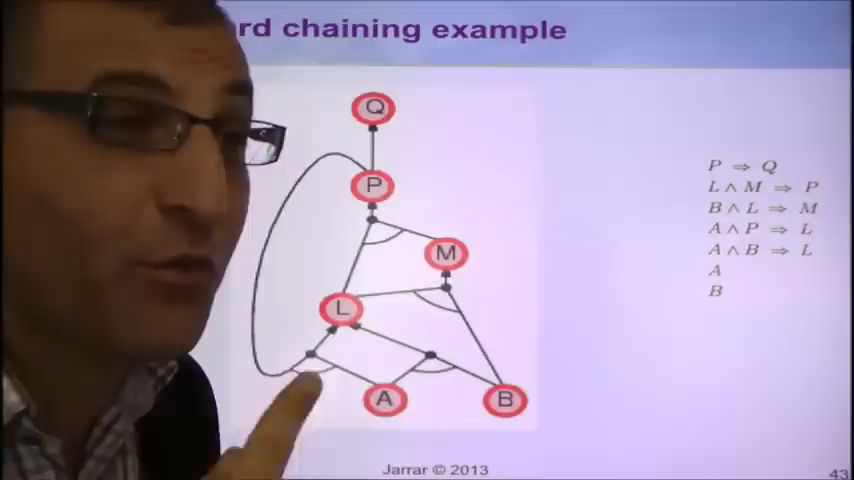 rd chaining example
Q
P
M
L
A
B
P ⇒ Q
L ∧ M ⇒ P
B ∧ L ⇒ M
A ∧ P ⇒ L
A ∧ B ⇒ L
A
B
Jarrar © 2013
43